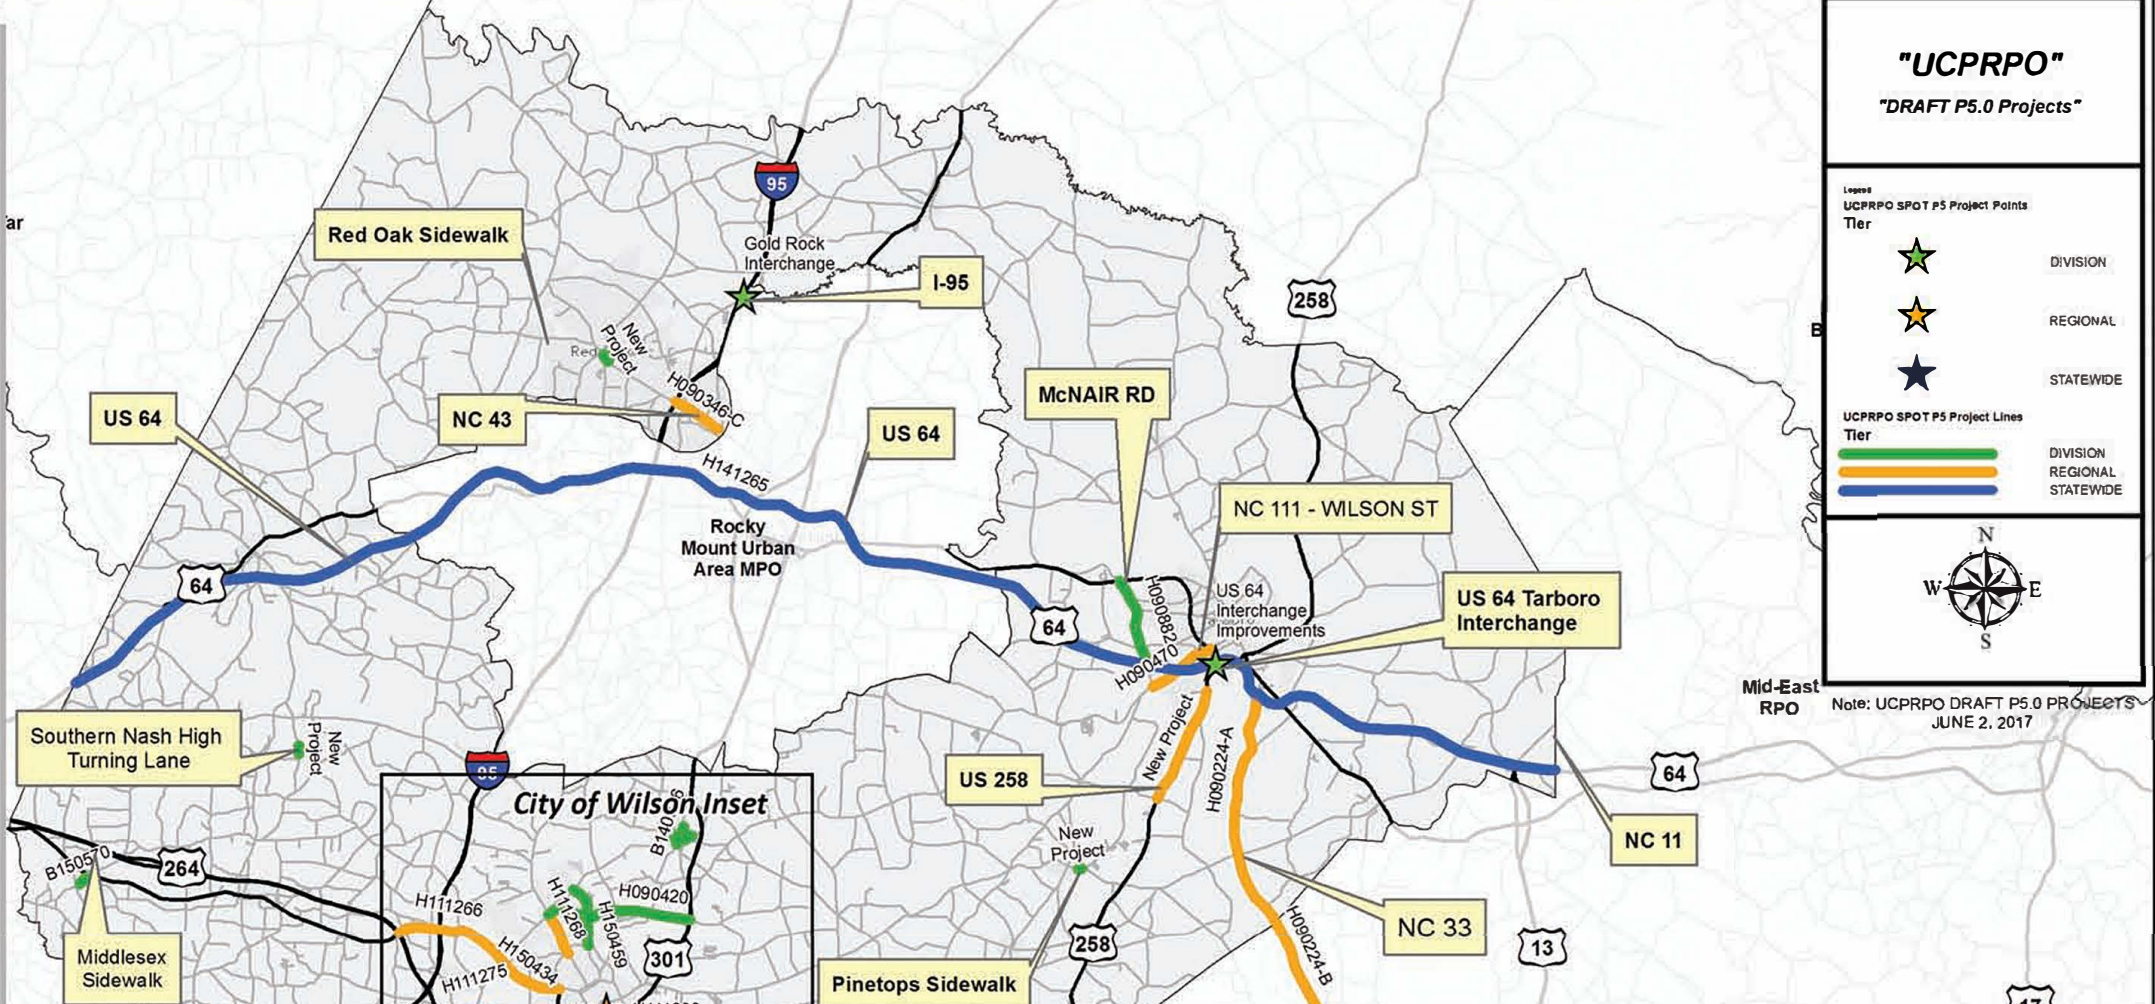 "UCPRPO"
"DRAFT P5.0 Projects"
Legend
UCPRPO SPOT P5 Project Points
Tier
DIVISION
REGIONAL
STATEWIDE
UCPRPO SPOT P5 Project Lines
Tier
DIVISION
REGIONAL
STATEWIDE
N
W
E
S
Note: UCPRPO DRAFT P5.0 PROJECTS
JUNE 2, 2017
Mid-East
RPO
B
ar
95
Red Oak Sidewalk
Gold Rock
Interchange
I-95
258
New
Project
Red
H090346-C
US 64
NC 43
US 64
McNAIR RD
H141265
NC 111 - WILSON ST
Rocky
Mount Urban
Area MPO
64
64
H090882
US 64
Interchange
Improvements
US 64 Tarboro
Interchange
H090470
Southern Nash High
Turning Lane
New
Project
95
New Project
H090224-A
US 258
64
City of Wilson Inset
NC 11
New
Project
B150570
264
H111266
H111268
H150459
H090420
NC 33
H090224-B
258
13
301
Middlesex
Sidewalk
H150434
H111275
Pinetops Sidewalk
17